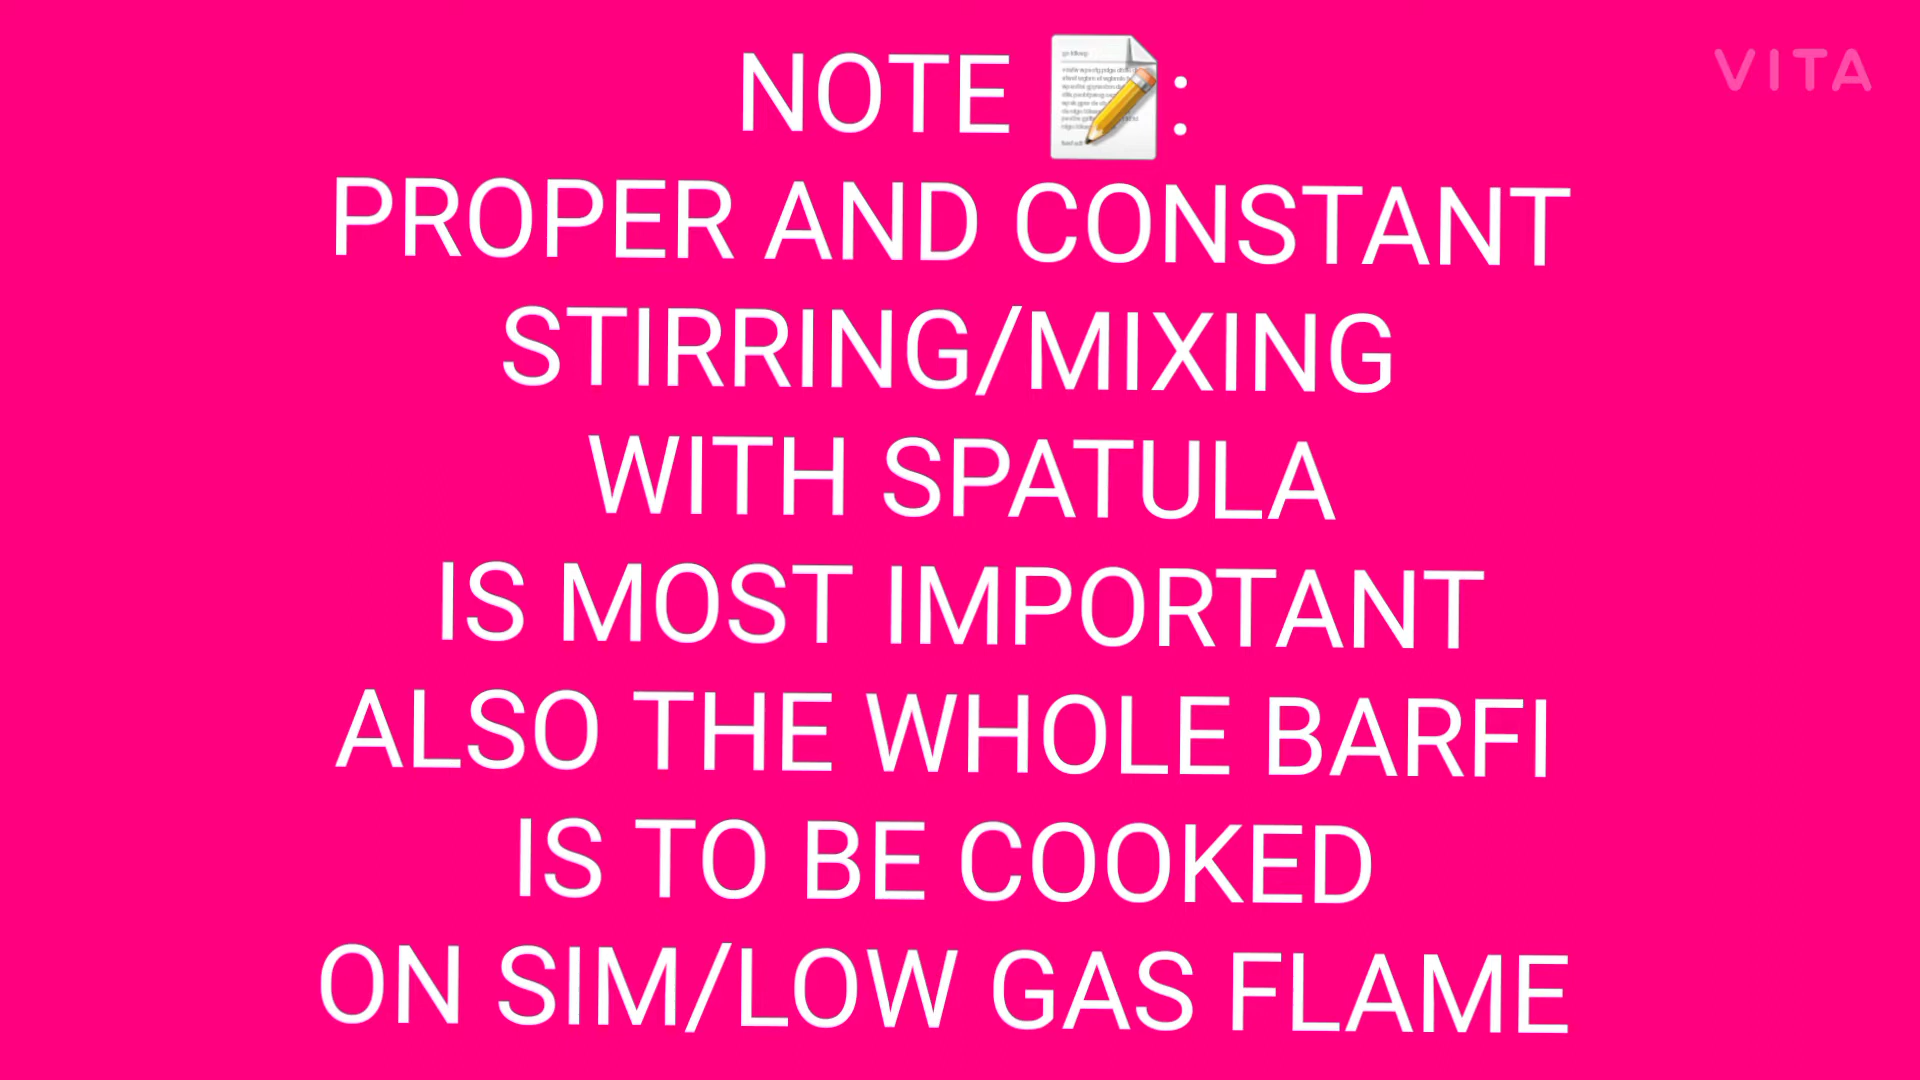 NOTE 📝:
VITA
PROPER AND CONSTANT
STIRRING/MIXING
WITH SPATULA
IS MOST IMPORTANT
ALSO THE WHOLE BARFI
IS TO BE COOKED
ON SIM/LOW GAS FLAME